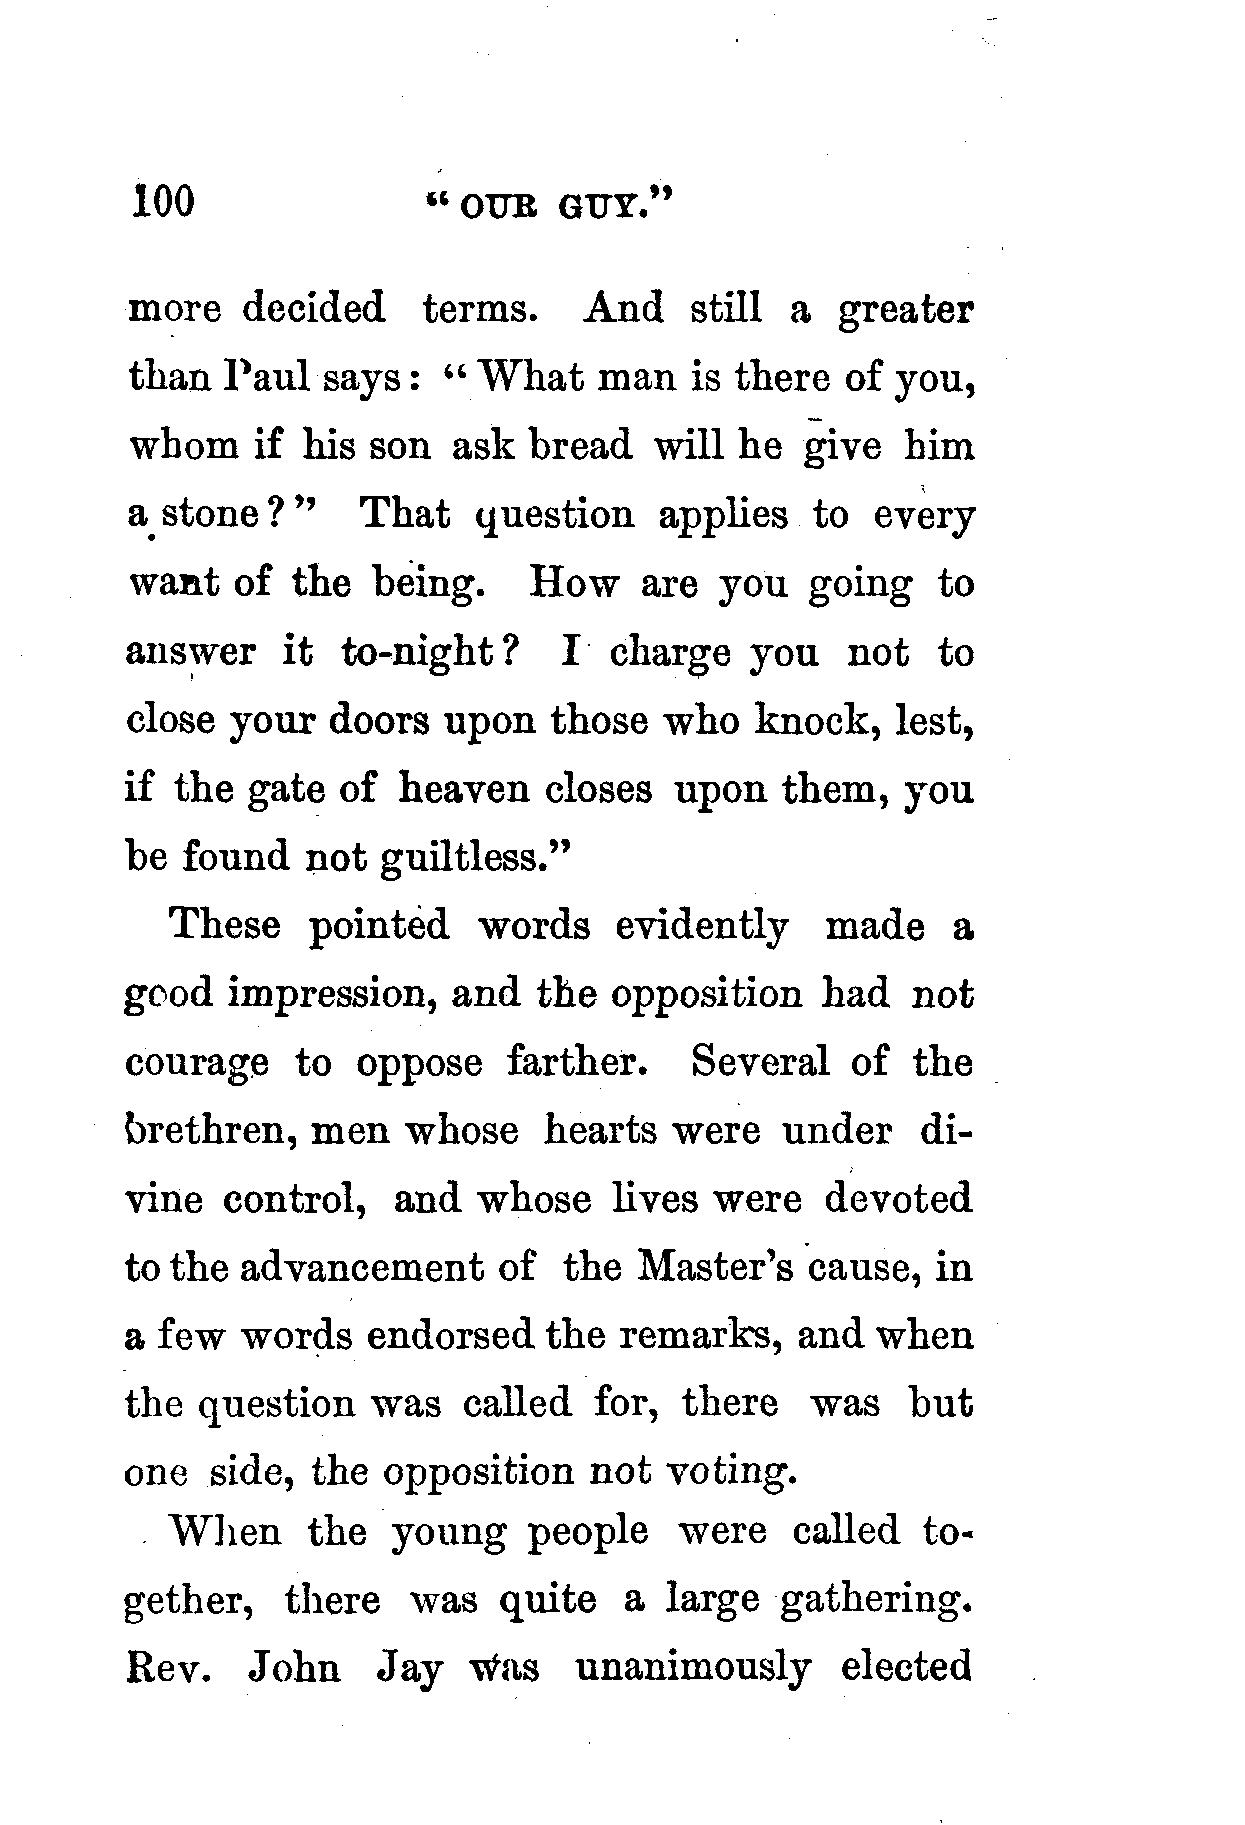 100 “OUR GUY.”
more decided terms. And still a greater
than Paul says: “What man is there of you,
whom if his son ask bread will he give him
a stone?” That question applies to every
want of the being. How are you going to
answer it to-night? I charge you not to
close your doors upon those who knock, lest,
if the gate of heaven closes upon them, you
be found not guiltless.”
These pointed words evidently made a
good impression, and the opposition had not
courage to oppose farther. Several of the
brethren, men whose hearts were under di-
vine control, and whose lives were devoted
to the advancement of the Master’s cause, in
a few words endorsed the remarks, and when
the question was called for, there was but
one side, the opposition not voting.
When the young people were called to-
gether, there was quite a large gathering.
Rev. John Jay was unanimously elected